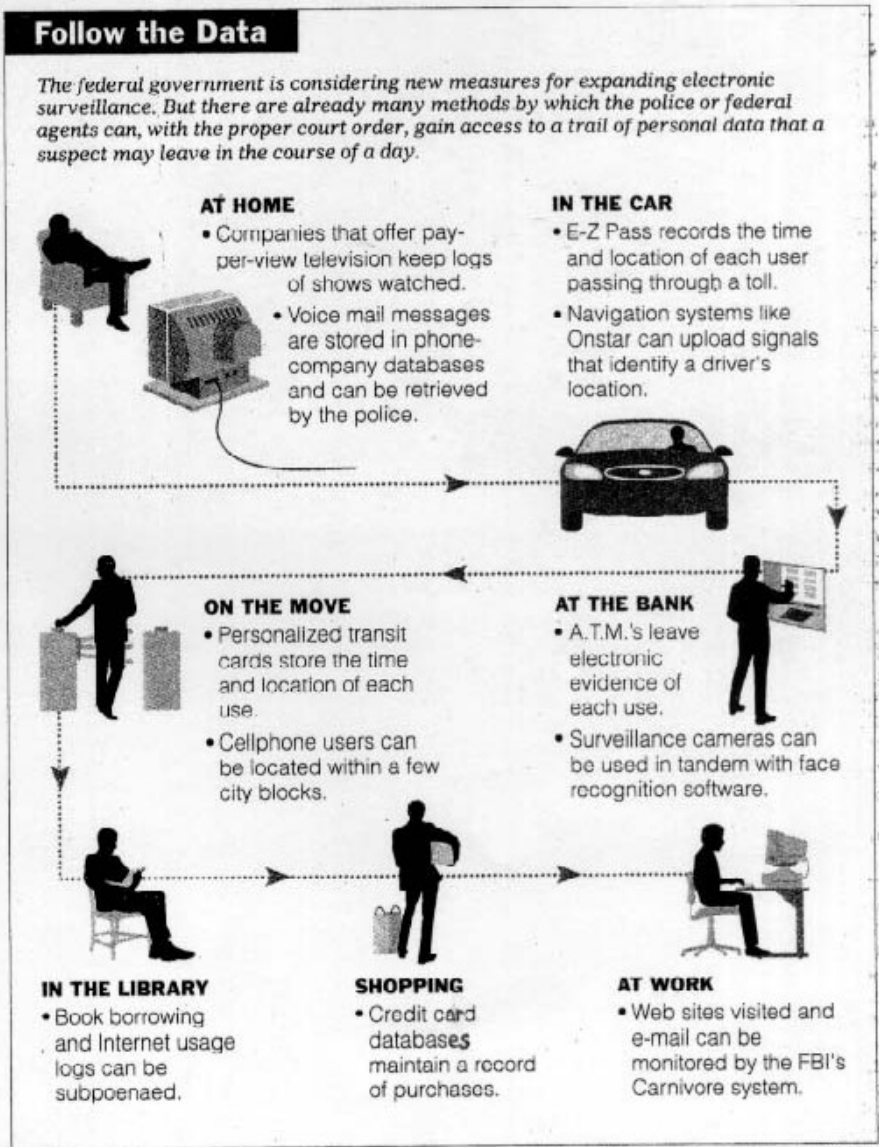 Follow the Data
The federal government is considering new measures for expanding electronic
surveillance. But there are already many methods by which the police or federal
agents can, with the proper court order, gain access to a trail of personal data that a
suspect may leave in the course of a day.
AT HOME
• Companies that offer pay-
per-view television keep logs
of shows watched.
• Voice mail messages
are stored in phone-
company databases
and can be retrieved
by the police.
IN THE CAR
• E-Z Pass records the time
and location of each user
passing through a toll.
• Navigation systems like
Onstar can upload signals
that identify a driver's
location.
ON THE MOVE
• Personalized transit
cards store the time
and location of each
use.
• Cellphone users can
be located within a few
city blocks.
AT THE BANK
• A.T.M.'s leave
electronic
evidence of
each use.
• Surveillance cameras can
be used in tandem with face
recognition software.
IN THE LIBRARY
• Book borrowing
and Internet usage
logs can be
subpoenaed.
SHOPPING
• Credit card
databases
maintain a record
of purchases.
AT WORK
• Web sites visited and
e-mail can be
monitored by the FBI's
Carnivore system.